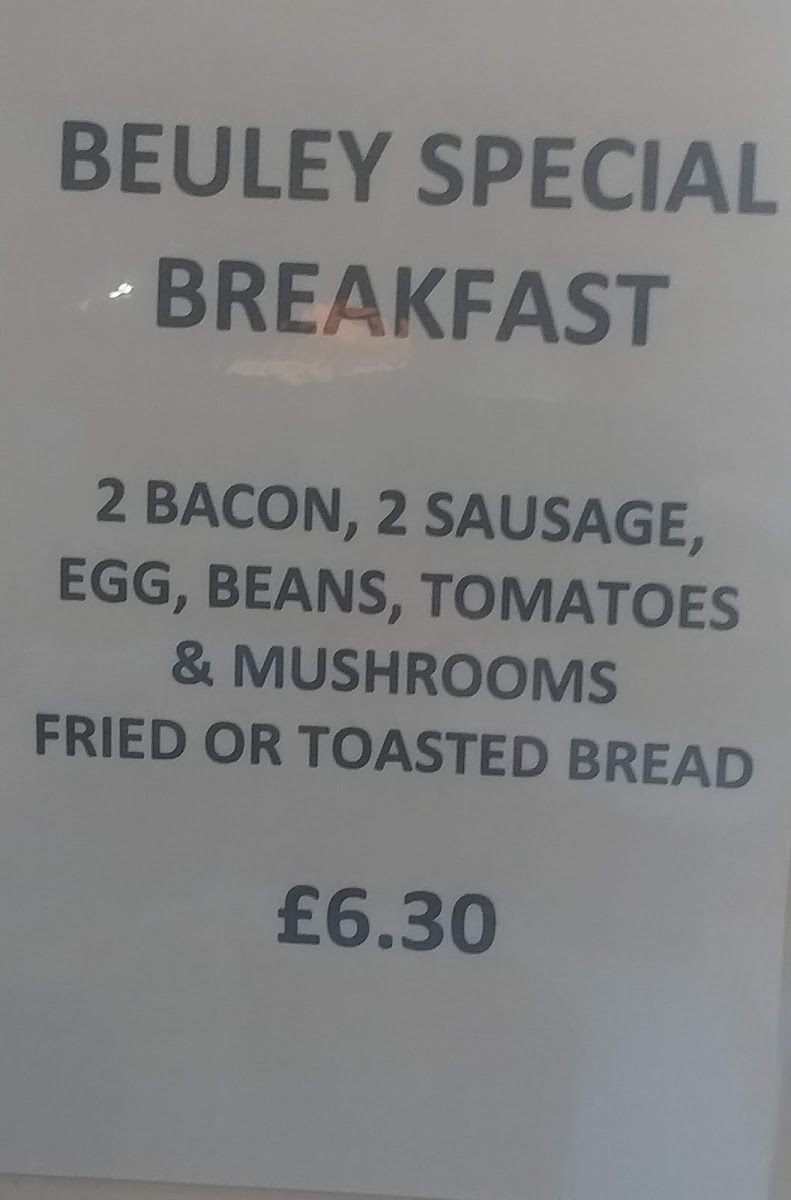 BEULEY SPECIAL
BREAKFAST
2 BACON, 2 SAUSAGE,
EGG, BEANS, TOMATOES
& MUSHROOMS
FRIED OR TOASTED BREAD
£6.30